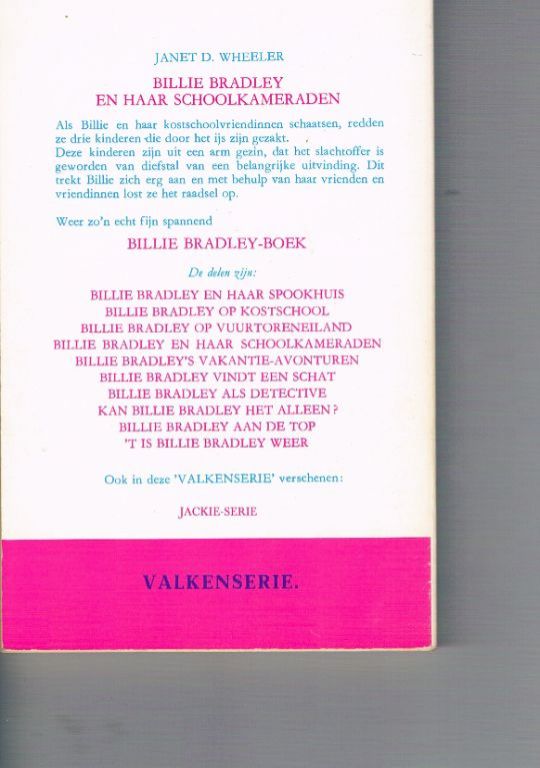 JANET D. WHEELER
BILLIE BRADLEY
EN HAAR SCHOOLKAMERADEN
Als Billie en haar kostschoolvriendinnen schaatsen, redden
ze drie kinderen die door het ijs zijn gezakt.
Deze kinderen zijn uit een arm gezin, dat het slachtoffer is
geworden van diefstal van een belangrijke uitvinding. Dit
trekt Billie zich erg aan en met behulp van haar vrienden en
vriendinnen lost ze het raadsel op.
Weer zo'n echt fijn spannend
BILLIE BRADLEY-BOEK
De delen zijn:
BILLIE BRADLEY EN HAAR SPOOKHUIS
BILLIE BRADLEY OP KOSTSCHOOL
BILLIE BRADLEY OP VUURTORENEILAND
BILLIE BRADLEY EN HAAR SCHOOLKAMERADEN
BILLIE BRADLEY'S VAKANTIE-AVONTUREN
BILLIE BRADLEY VINDT EEN SCHAT
BILLIE BRADLEY ALS DETECTIVE
KAN BILLIE BRADLEY HET ALLEEN?
BILLIE BRADLEY AAN DE TOP
'T IS BILLIE BRADLEY WEER
Ook in deze 'VALKENSERIE' verschenen:
JACKIE-SERIE
VALKENSERIE.